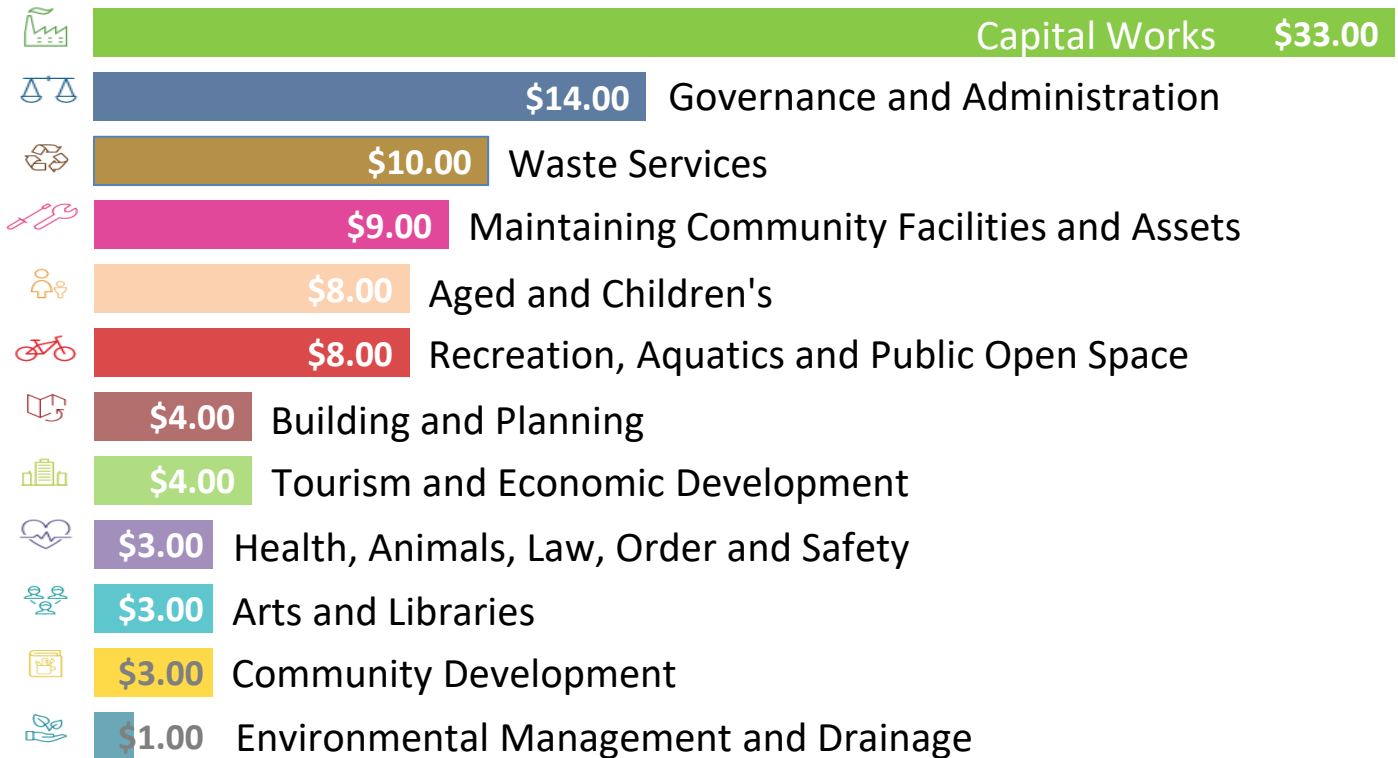 Capital Works $33.00
$14.00 Governance and Administration
$10.00 Waste Services
$9.00 Maintaining Community Facilities and Assets
$8.00 Aged and Children's
$8.00 Recreation, Aquatics and Public Open Space
$4.00 Building and Planning
$4.00 Tourism and Economic Development
$3.00 Health, Animals, Law, Order and Safety
$3.00 Arts and Libraries
$3.00 Community Development
$1.00 Environmental Management and Drainage